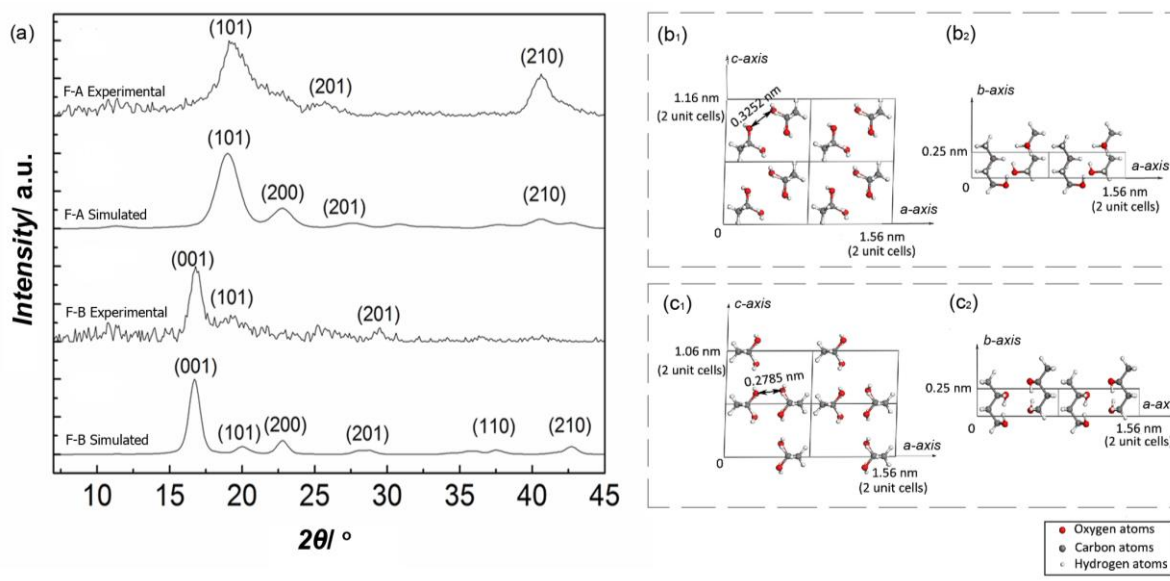 (a)
Intensity/ a.u.
F-A Experimental
(101)
(201)
(210)
F-A Simulated
(101)
(200)
(201)
(210)
F-B Experimental
(001)
(101)
(201)
F-B Simulated
(001)
(101)
(200)
(201)
(110)
(210)
10 15 20 25 30 35 40 45
2θ/ °
(b₁)
c-axis
1.16 nm
(2 unit cells)
0.3252 nm
0
a-axis
1.56 nm
(2 unit cells)
(b₂)
b-axis
0.25 nm
a-axis
0
1.56 nm
(2 unit cells)
(c₁)
c-axis
1.06 nm
(2 unit cells)
0.2785 nm
a-axis
0
1.56 nm
(2 unit cells)
(c₂)
b-axis
0.25 nm
a-axis
0
1.56 nm
(2 unit cells)
Oxygen atoms
Carbon atoms
Hydrogen atoms